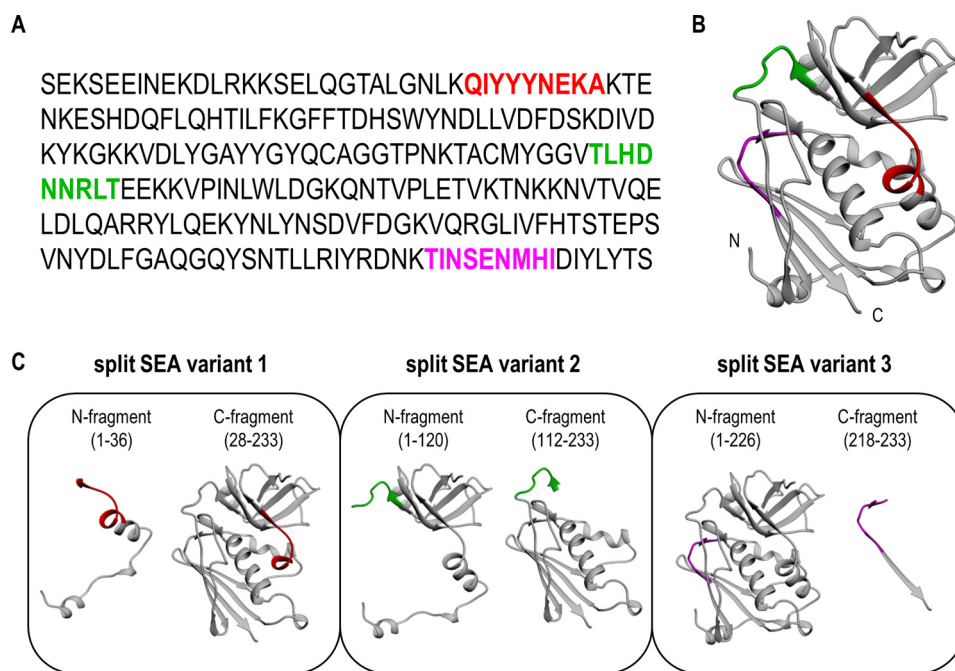 A
B
SEKSEEINEKDLRKKSELQGTALGNLKQIYYYNEKAKTE
NKESHDQFLQHTILFKGFFTDHSWYNDLLVDFDSKDIVD
KYKGKKVDLYGAYYGYQCAGGTPNKTACMYGGVTLHD
NNRLTEEKKVPINLWLDGKQNTVPLETVKTNKKNVTVQE
LDLQARRYLQEKYNLYNSDVFDGKVQRGLIVFHTSTEPS
VNYDLFGAQGQYSNTLLRIYRDNKTINSENMHIDIYLYTS
N
C
C
split SEA variant 1
split SEA variant 2
split SEA variant 3
N-fragment
(1-36)
C-fragment
(28-233)
N-fragment
(1-120)
C-fragment
(112-233)
N-fragment
(1-226)
C-fragment
(218-233)